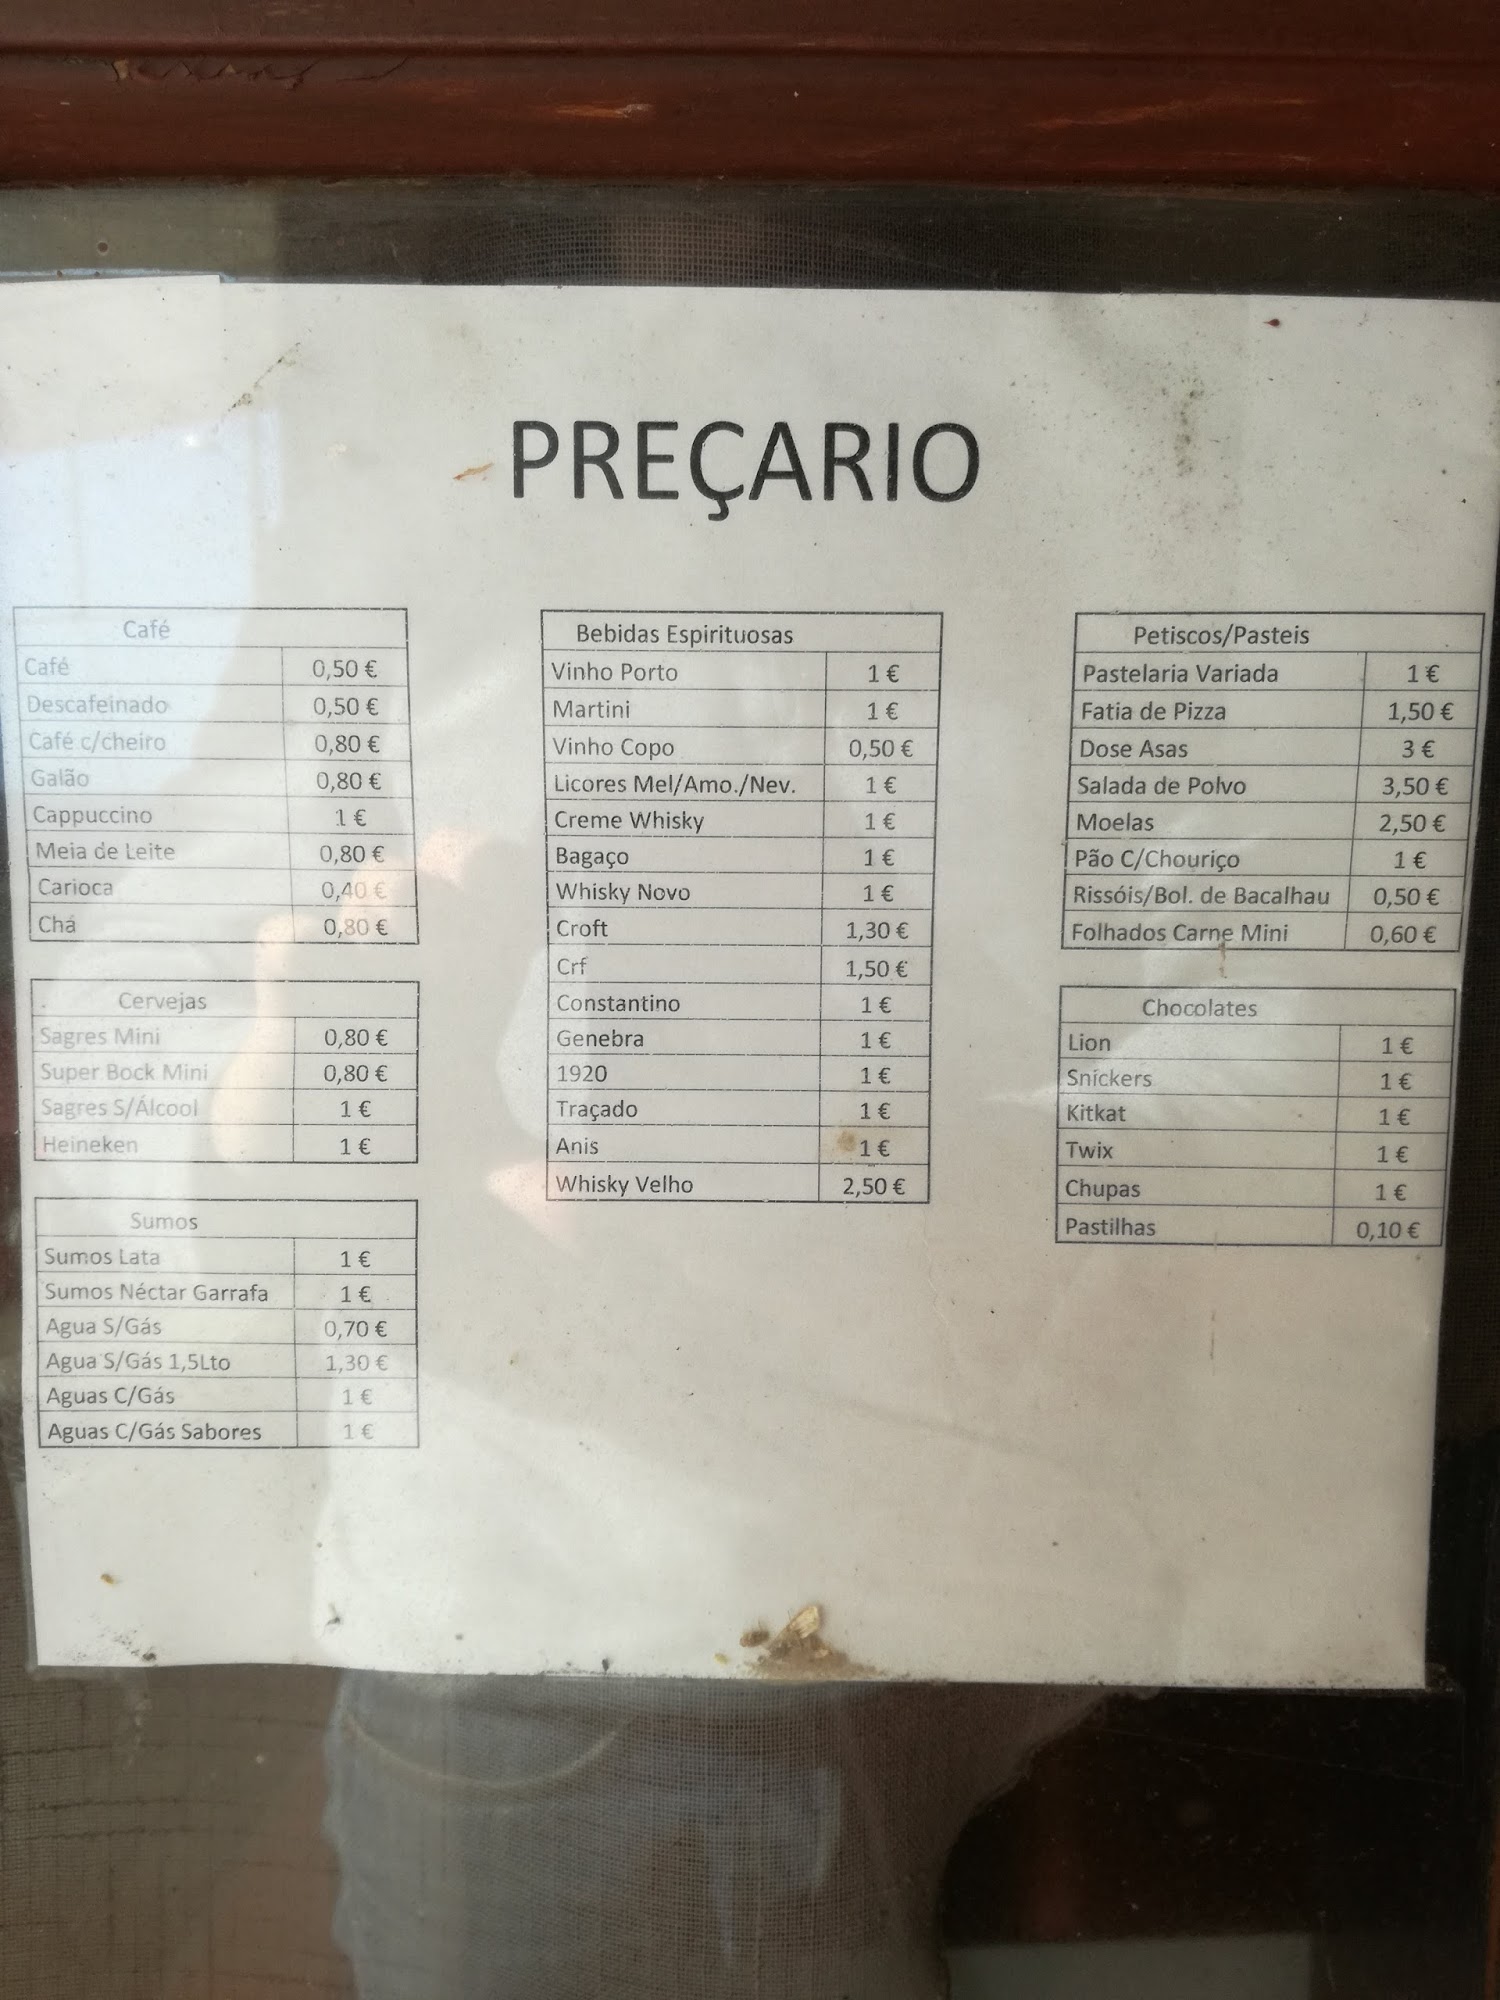 PREÇARIO
Café
Café 0,50 €
Descafeinado 0,50 €
Café c/cheiro 0,80 €
Galão 0,80 €
Cappuccino 1 €
Meia de Leite 0,80 €
Carioca 0,40 €
Chá 0,80 €
Cervejas
Sagres Mini 0,80 €
Super Bock Mini 0,80 €
Sagres S/Álcool 1 €
Heineken 1 €
Sumos
Sumos Lata 1 €
Sumos Néctar Garrafa 1 €
Agua S/Gás 0,70 €
Agua S/Gás 1,5Lto 1,30 €
Aguas C/Gás 1 €
Aguas C/Gás Sabores 1 €
Bebidas Espirituosas
Vinho Porto 1 €
Martini 1 €
Vinho Copo 0,50 €
Licores Mel/Amo./Nev. 1 €
Creme Whisky 1 €
Bagaço 1 €
Whisky Novo 1 €
Croft 1,30 €
Crf 1,50 €
Constantino 1 €
Genebra 1 €
1920 1 €
Traçado 1 €
Anis 1 €
Whisky Velho 2,50 €
Petiscos/Pasteis
Pastelaria Variada 1 €
Fatia de Pizza 1,50 €
Dose Asas 3 €
Salada de Polvo 3,50 €
Moelas 2,50 €
Pão C/Chouriço 1 €
Rissóis/Bol. de Bacalhau 0,50 €
Folhados Carne Mini 0,60 €
Chocolates
Lion 1 €
Snickers 1 €
Kitkat 1 €
Twix 1 €
Chupas 1 €
Pastilhas 0,10 €